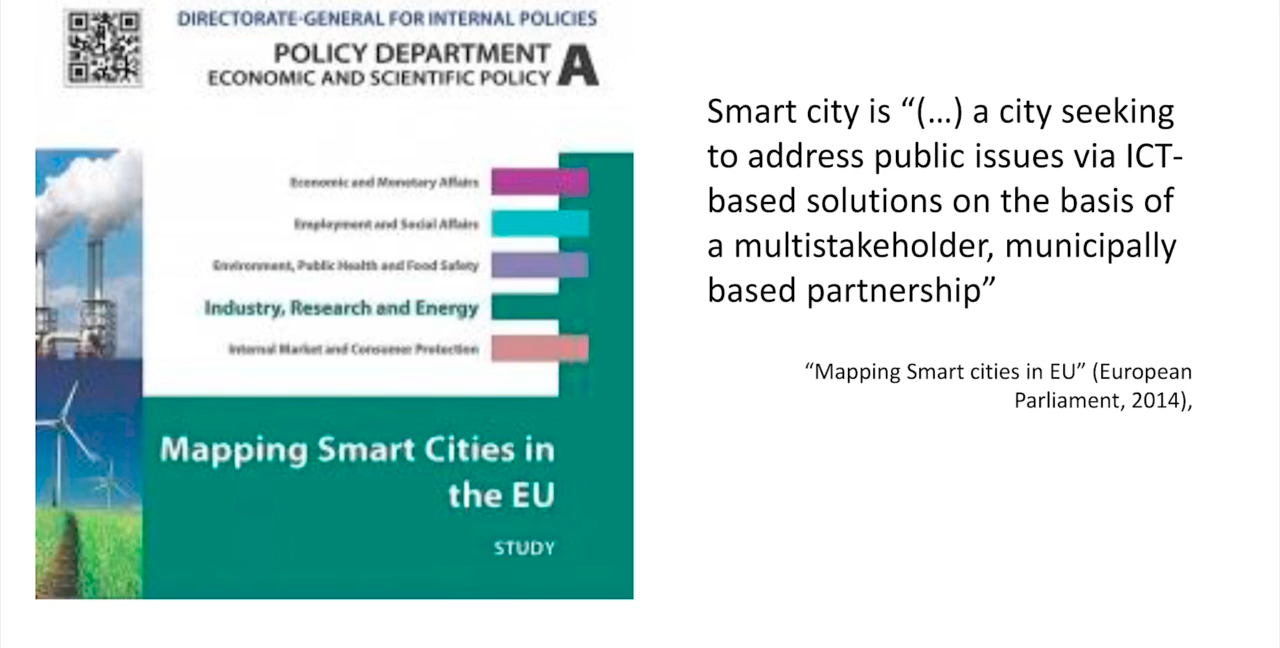 DIRECTORATE-GENERAL FOR INTERNAL POLICIES
POLICY DEPARTMENT A
ECONOMIC AND SCIENTIFIC POLICY
Economic and Monetary Affairs
Employment and Social Affairs
Environment, Public Health and Food Safety
Industry, Research and Energy
Internal Market and Consumer Protection
Mapping Smart Cities in
the EU
STUDY
Smart city is “(...) a city seeking
to address public issues via ICT-
based solutions on the basis of
a multistakeholder, municipally
based partnership”
“Mapping Smart cities in EU” (European
Parliament, 2014),